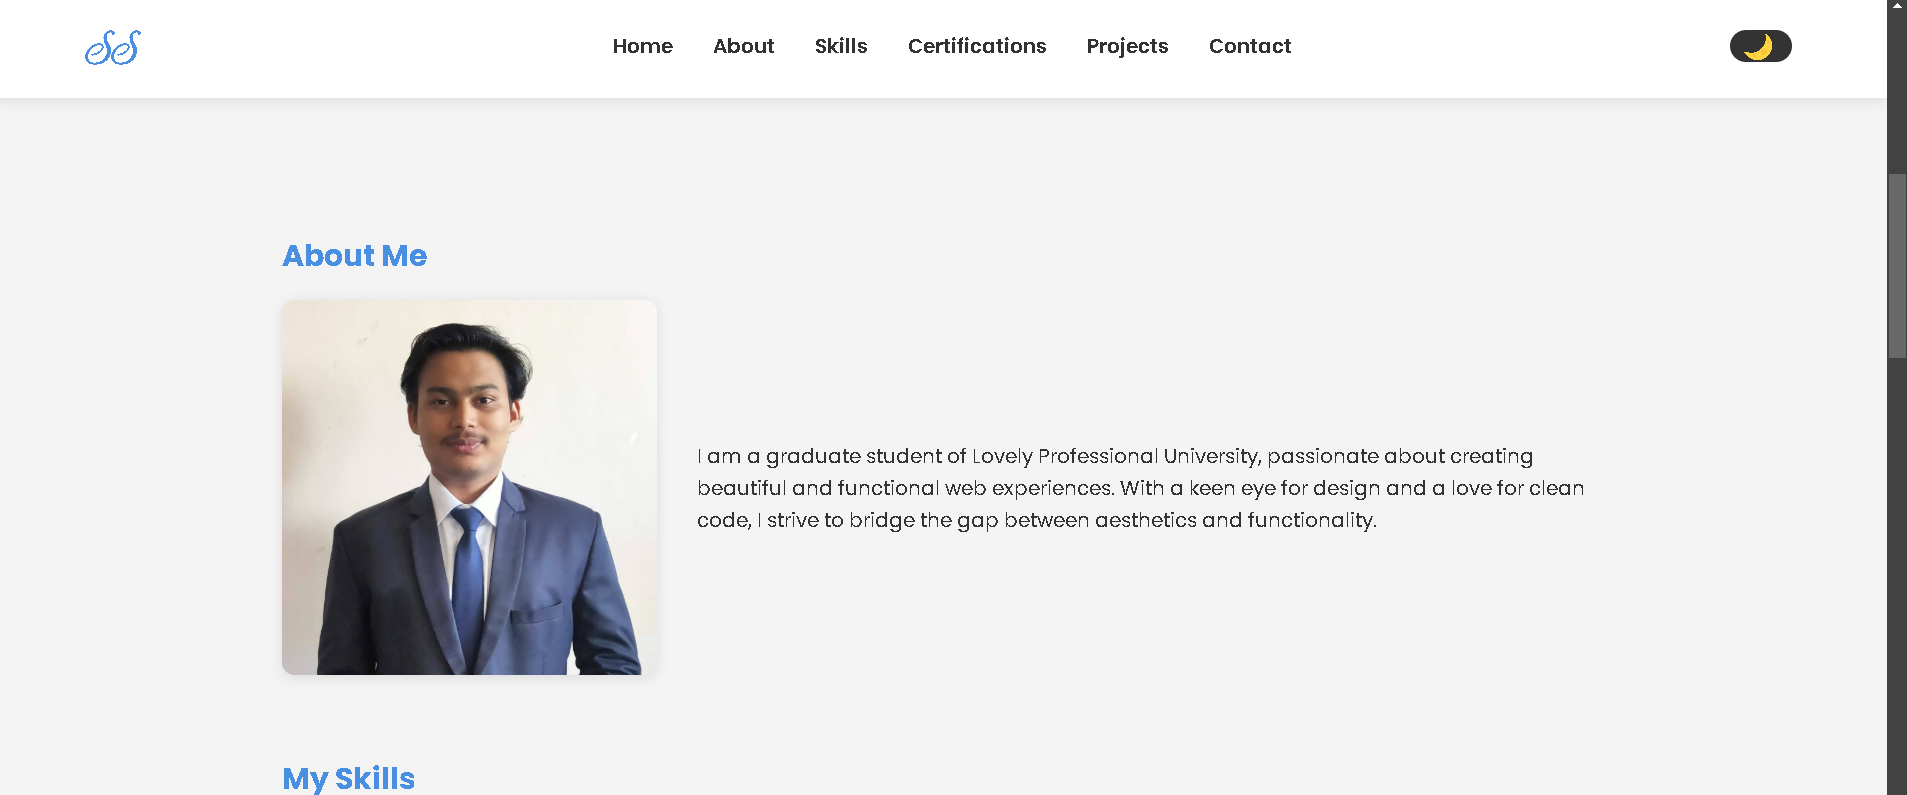 SS
Home About Skills Certifications Projects Contact
About Me
I am a graduate student of Lovely Professional University, passionate about creating
beautiful and functional web experiences. With a keen eye for design and a love for clean
code, I strive to bridge the gap between aesthetics and functionality.
My Skills